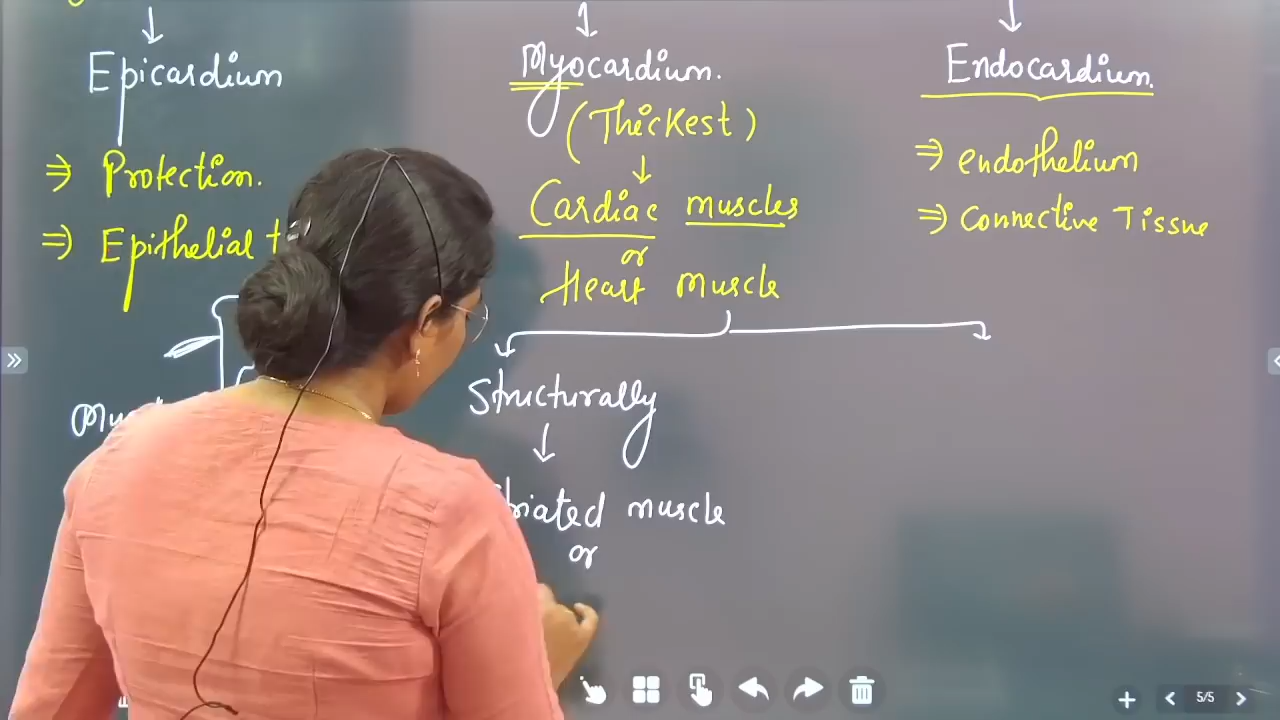 Epicardium
⇒ Protection.
⇒ Epithelial
Myocardium.
(Thickest)
Cardiac muscles
or
Heart muscle
Structurally
muscle
or
Endocardium.
⇒ endothelium
⇒ Connective Tissue
5/5